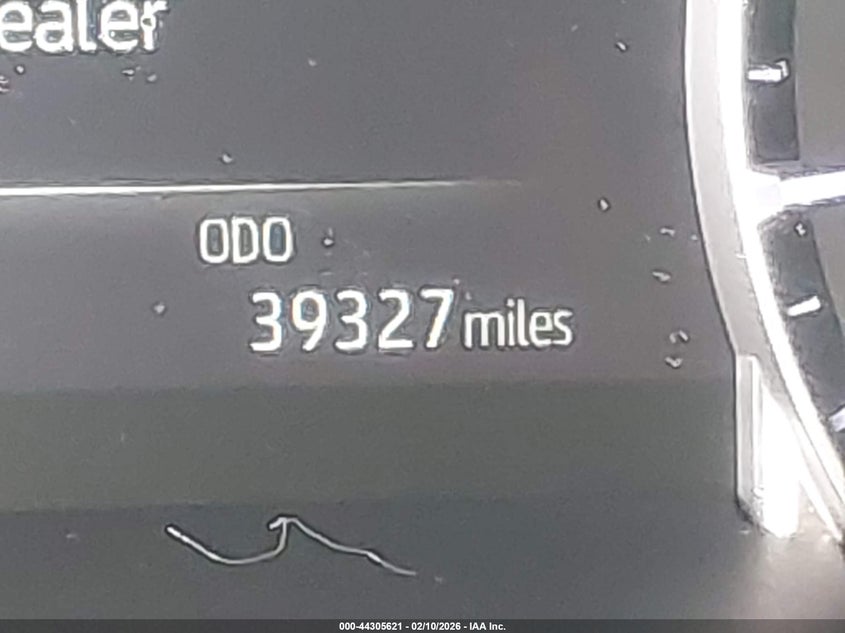 ealer
ODO
39327 miles
000-44305621 - 02/10/2026 - IAA Inc.